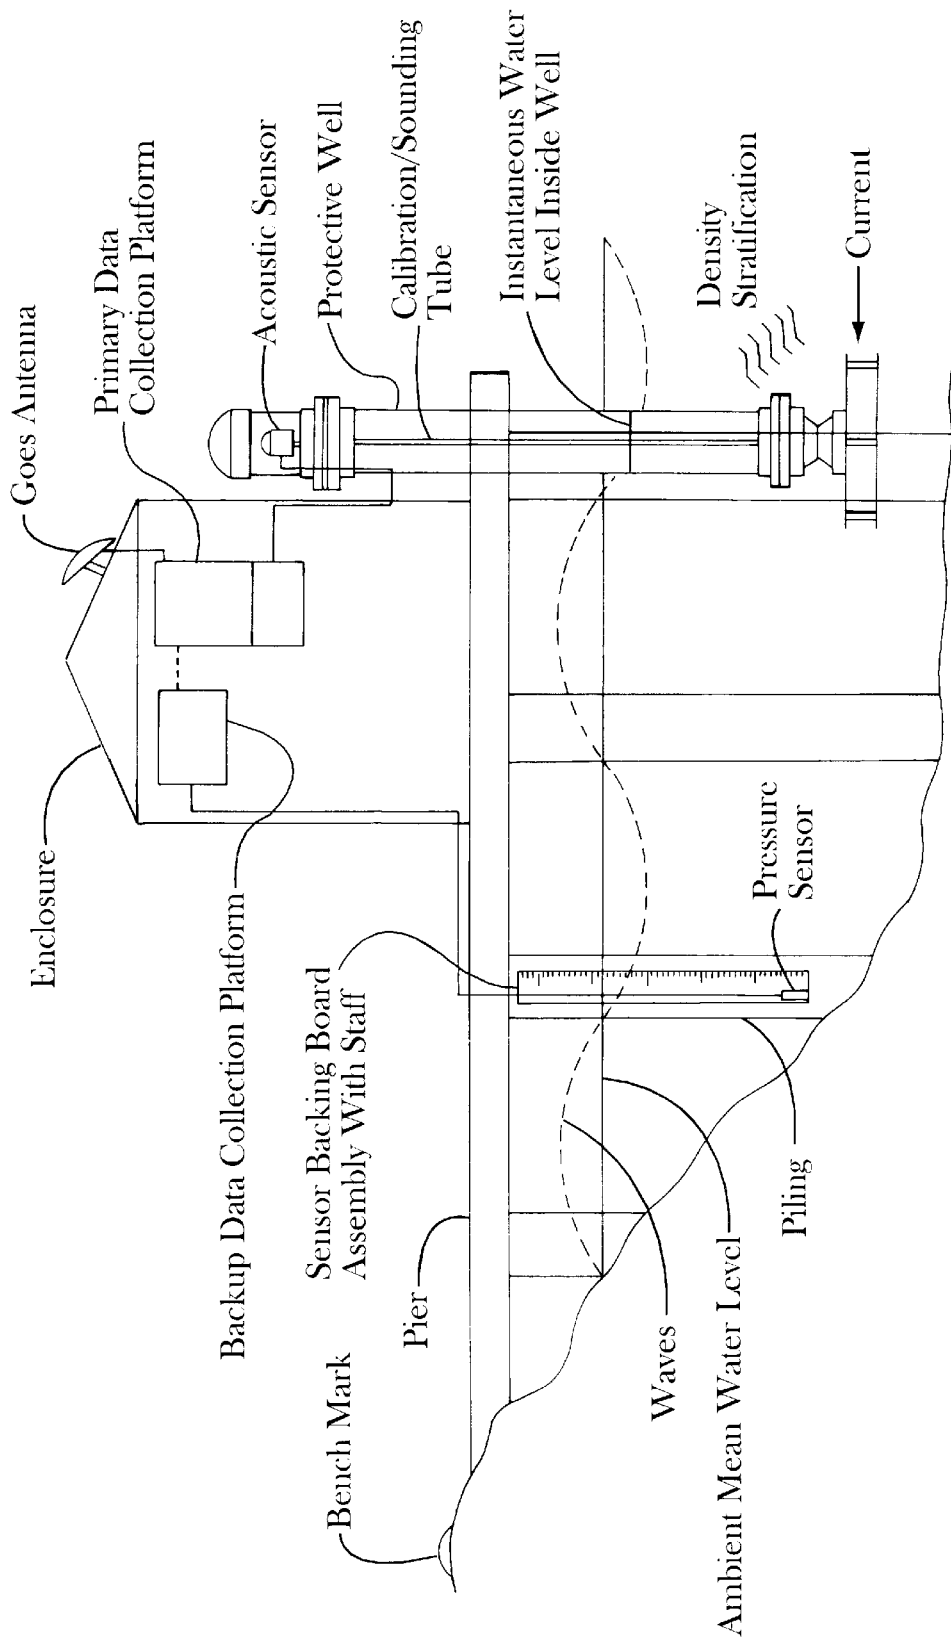 Goes Antenna
Primary Data
Collection Platform
Acoustic Sensor
Protective Well
Calibration/Sounding
Tube
Instantaneous Water
Level Inside Well
Density
Stratification
Current
Enclosure
Backup Data Collection Platform
Sensor Backing Board
Assembly With Staff
Pressure
Sensor
Pier
Bench Mark
Waves
Ambient Mean Water Level
Pilling